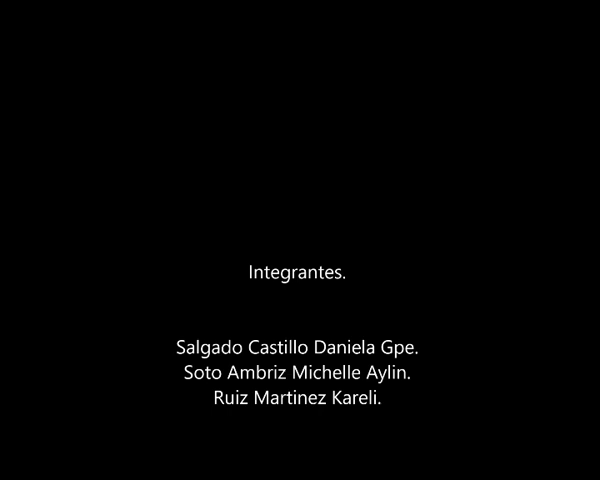 Integrantes.
Salgado Castillo Daniela Gpe.
Soto Ambriz Michelle Aylin.
Ruiz Martinez Kareli.